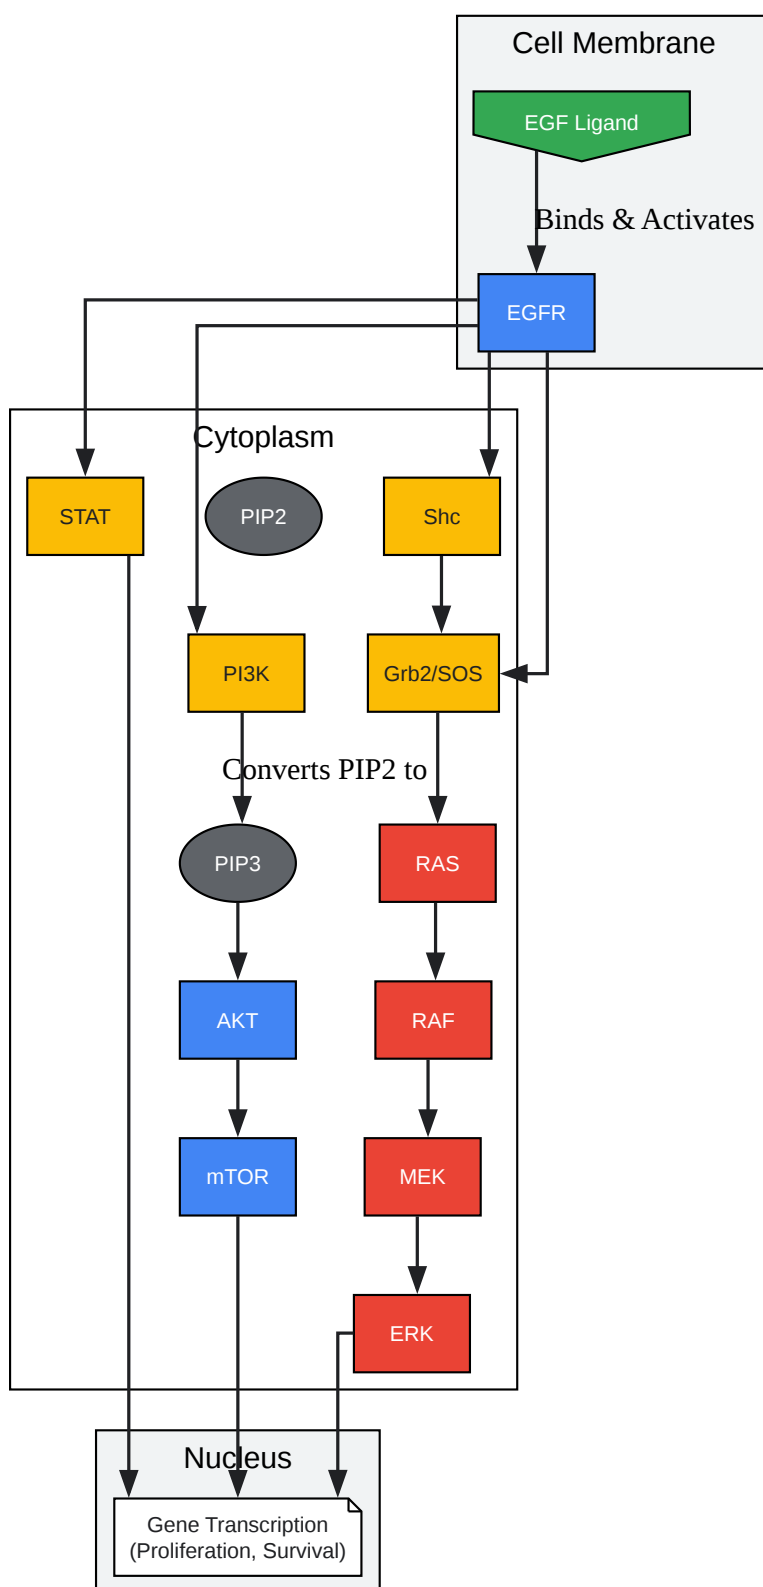 Cell Membrane
EGF Ligand
Binds & Activates
EGFR
Cytoplasm
STAT
PIP2
Shc
PI3K
Grb2/SOS
Converts PIP2 to
PIP3
RAS
AKT
RAF
mTOR
MEK
ERK
Nucleus
Gene Transcription
(Proliferation, Survival)